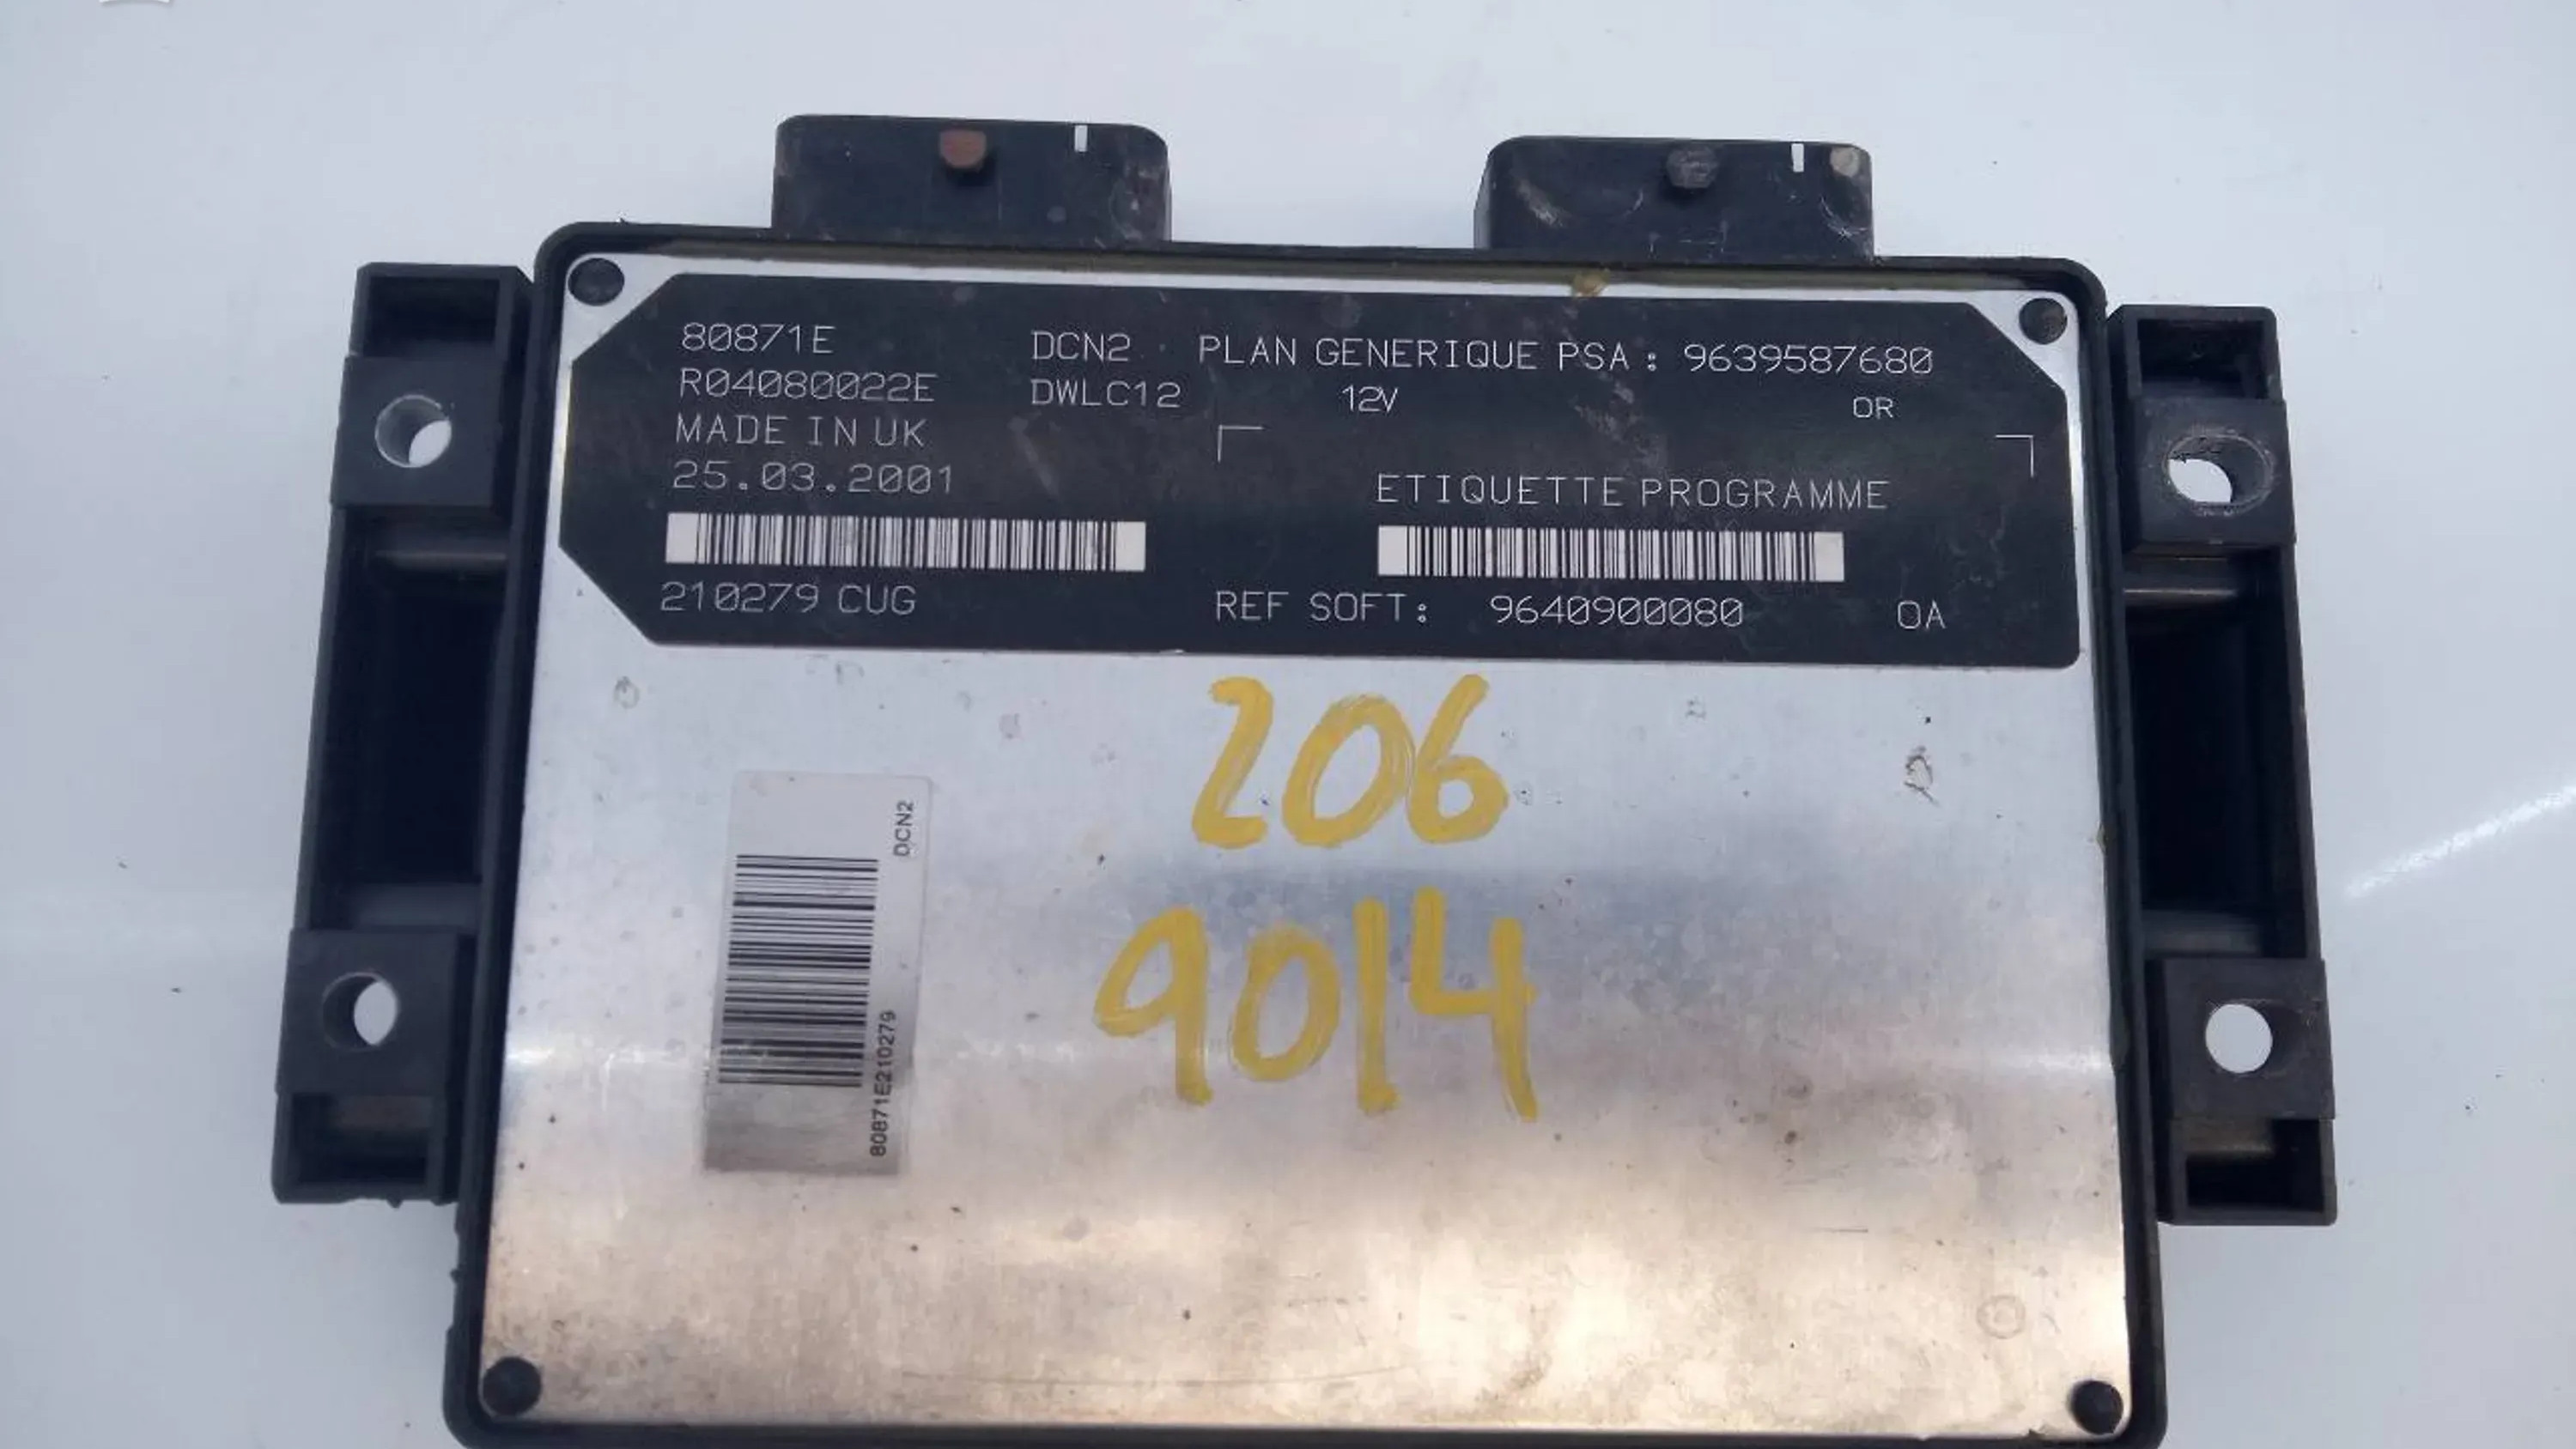 80871E DCN2 PLAN GENERIQUE PSA : 9639587680
R04080022E DWLC12 12V OR
MADE IN UK
25.03.2001
ETIQUETTE PROGRAMME
210279 CUG REF SOFT: 9640900080 OA
206
9014
DCN2
80871E210279